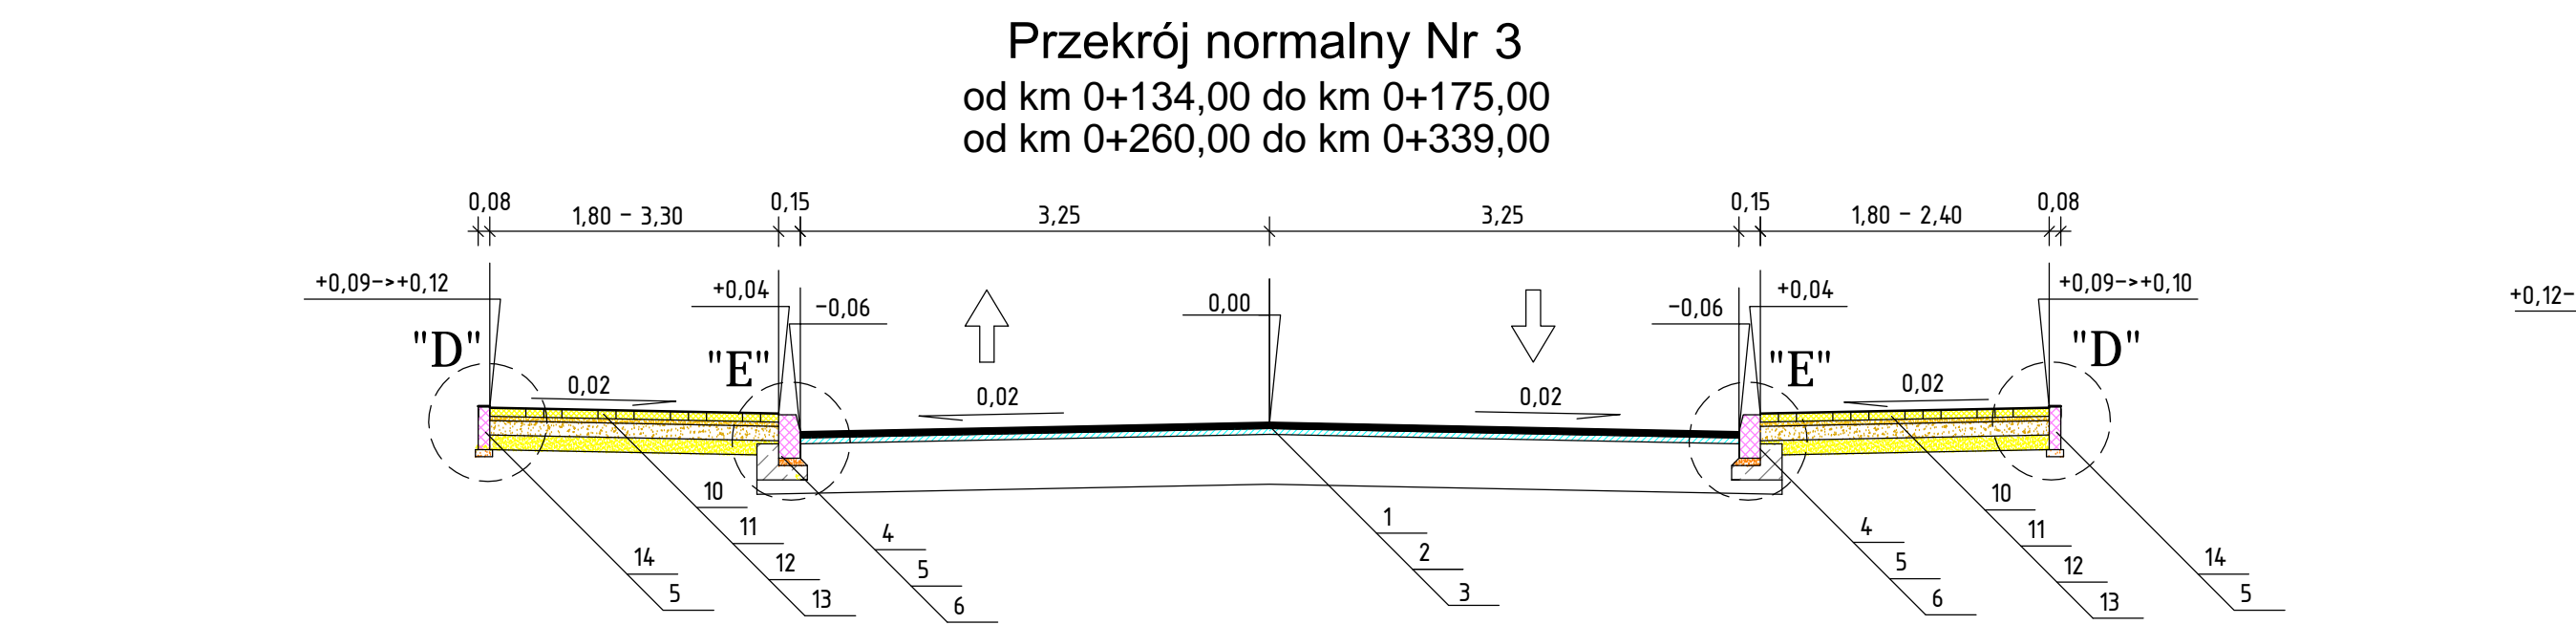 Przekrój normalny Nr 3
od km 0+134,00 do km 0+175,00
od km 0+260,00 do km 0+339,00
0,08 1,80 - 3,30 0,15 3,25 3,25 0,15 1,80 - 2,40 0,08
+0,09->+0,12 +0,04 -0,06 0,00 -0,06 +0,04 +0,09->+0,10 +0,12-
"D" "E" "E" "D"
0,02 0,02 0,02 0,02
10 11 12 13
14 5
4 5 6
1 2 3
4 5 6
10 11 12 13
14 5